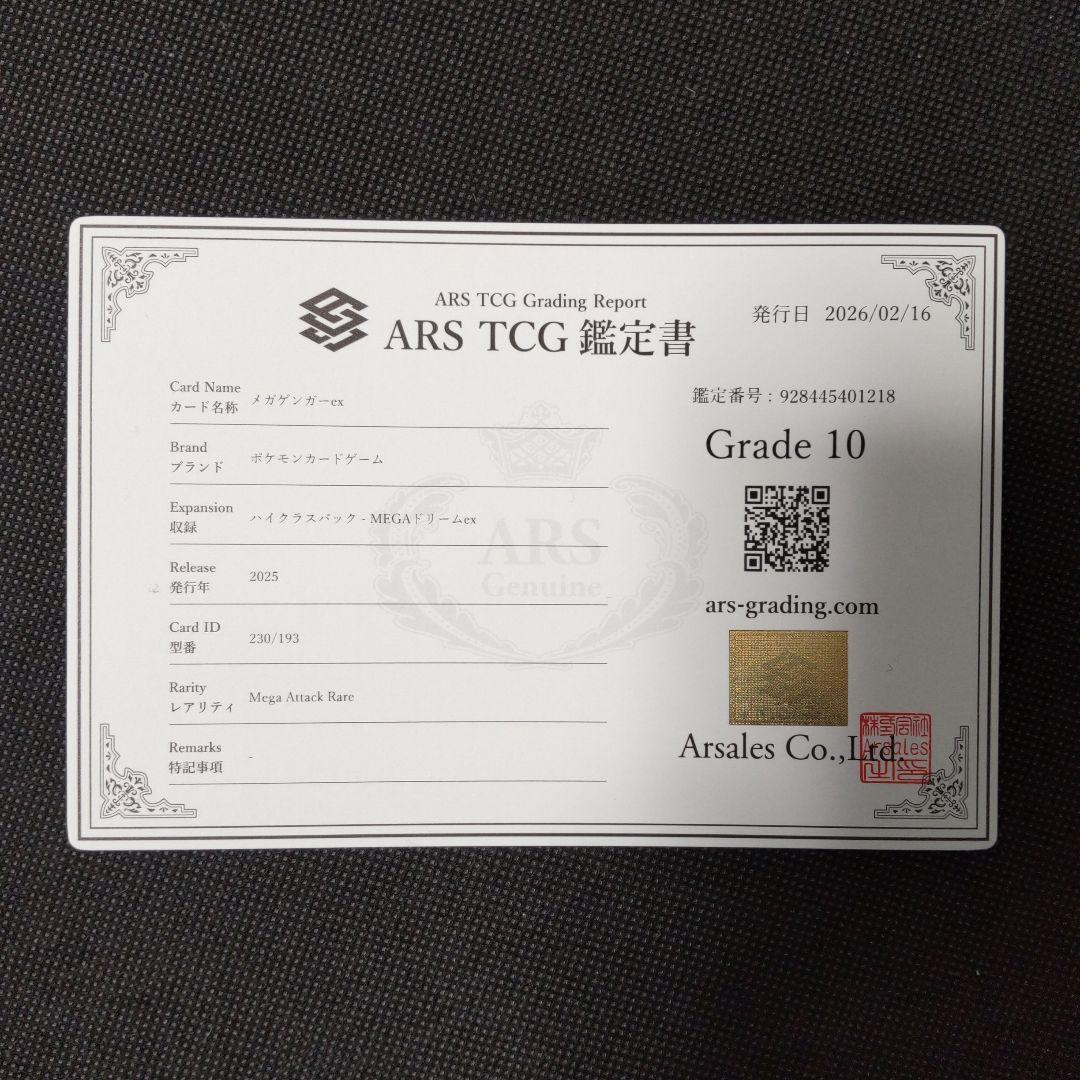 ARS TCG Grading Report
ARS TCG 鑑定書
発行日 2026/02/16
Card Name
カード名称 メガゲンガーex
Brand
ブランド ポケモンカードゲーム
Expansion
収録 ハイクラスパック - MEGAドリームex
Release
発行年 2025
Card ID
型番 230/193
Rarity
レアリティ Mega Attack Rare
Remarks
特記事項 -
ARS
Genuine
鑑定番号 : 928445401218
Grade 10
ars-grading.com
Arsales Co.,Ltd.
株式会社
Arsales